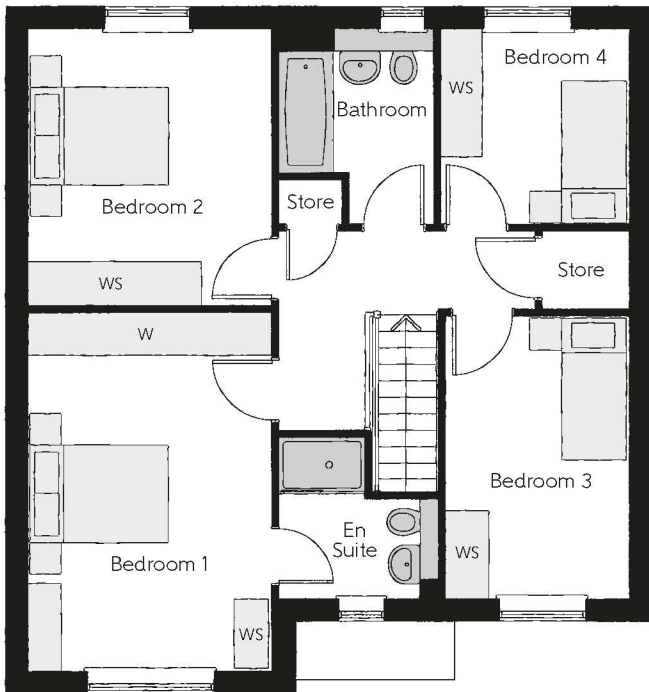 Bedroom 4
WS
Bathroom
Bedroom 2
Store
Store
WS
W
Bedroom 3
En
Suite
Bedroom 1
WS
WS